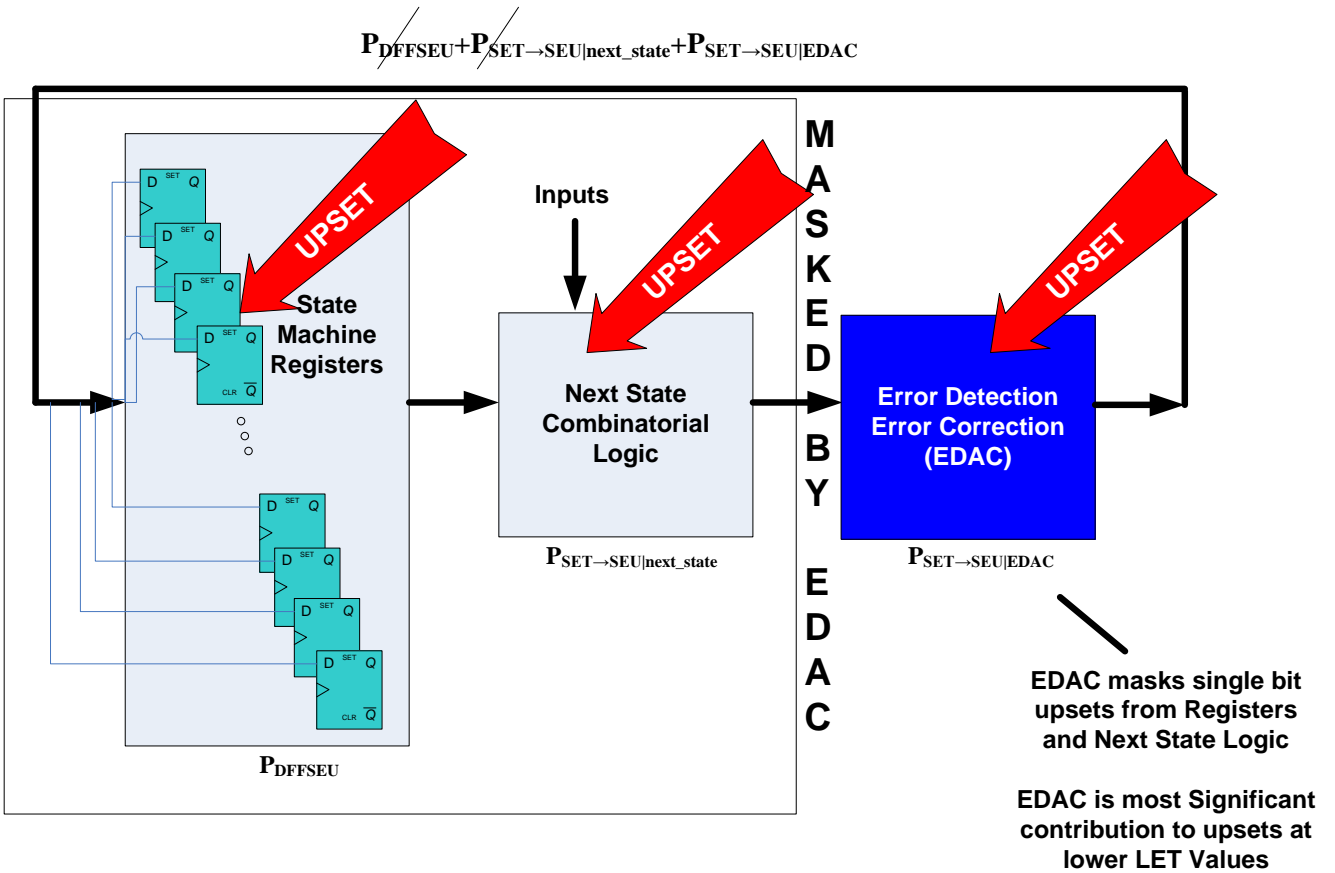 P_DFFSEU+P_SET→SEU|next_state+P_SET→SEU|EDAC
UPSET
UPSET
UPSET
MASKED BY EDAC
Inputs
D SET Q
D SET Q
D SET Q
D SET Q
CLR Q̅
State
Machine
Registers
Next State
Combinatorial
Logic
Error Detection
Error Correction
(EDAC)
D SET Q
D SET Q
D SET Q
D SET Q
CLR Q̅
P_DFFSEU
P_SET→SEU|next_state
P_SET→SEU|EDAC
EDAC masks single bit
upsets from Registers
and Next State Logic
EDAC is most Significant
contribution to upsets at
lower LET Values